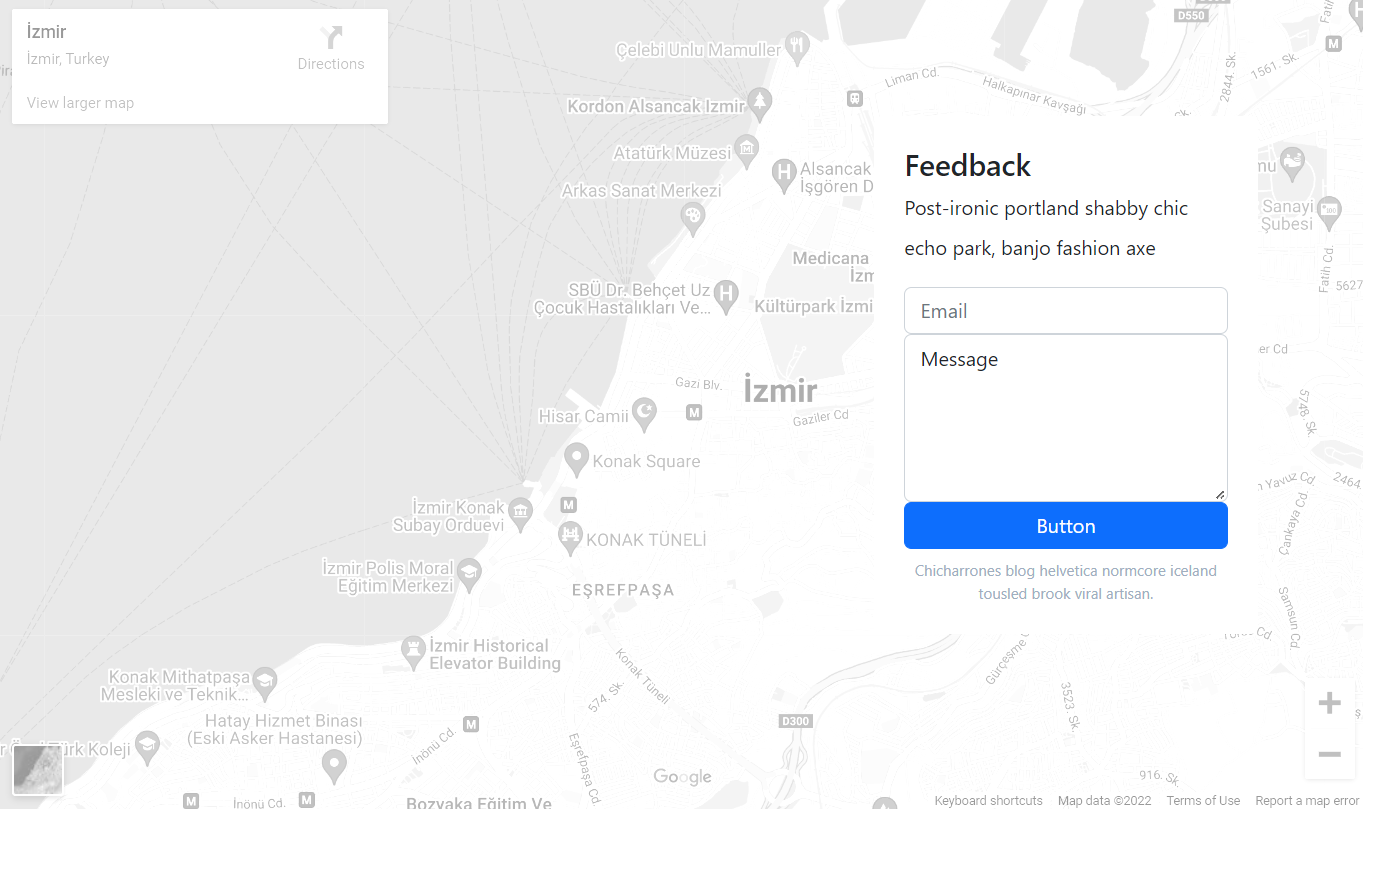 İzmir
İzmir, Turkey
Directions
View larger map
Çelebi Unlu Mamuller
Kordon Alsancak Izmir
Atatürk Müzesi
Arkas Sanat Merkezi
Alsancak
İşgören D
Liman Cd.
Halkapınar Kavşağı
D550
2844. Sk.
1561. Sk.
M
Medicana
İzm
SBÜ Dr. Behçet Uz
Çocuk Hastalıkları Ve...
Kültürpark İzmi
Sanayi
Şubesi
Fatih Cd.
5627
Feedback
Post-ironic portland shabby chic
echo park, banjo fashion axe
Email
Message
Button
Chicharrones blog helvetica normcore iceland
tousled brook viral artisan.
Gazi Blv.
İzmir
Hisar Camii
M
Gaziler Cd
Konak Square
5748. Sk.
İzmir Konak
Subay Orduevi
M
KONAK TÜNELİ
Yavuz Cd.
2464.
Çankaya Cd.
İzmir Polis Moral
Eğitim Merkezi
EŞREFPAŞA
Samsun Cd.
İzmir Historical
Elevator Building
Konak Tüneli
Gürçeşme
Konak Mithatpaşa
Mesleki ve Teknik...
574. Sk.
3523. Sk.
Hatay Hizmet Binası
(Eski Asker Hastanesi)
M
D300
Türk Koleji
İnönü Cd.
Eşrefpaşa Cd
Google
916. Sk.
M
İnönü Cd.
M
Bozyaka Eğitim Ve
Keyboard shortcuts
Map data ©2022
Terms of Use
Report a map error